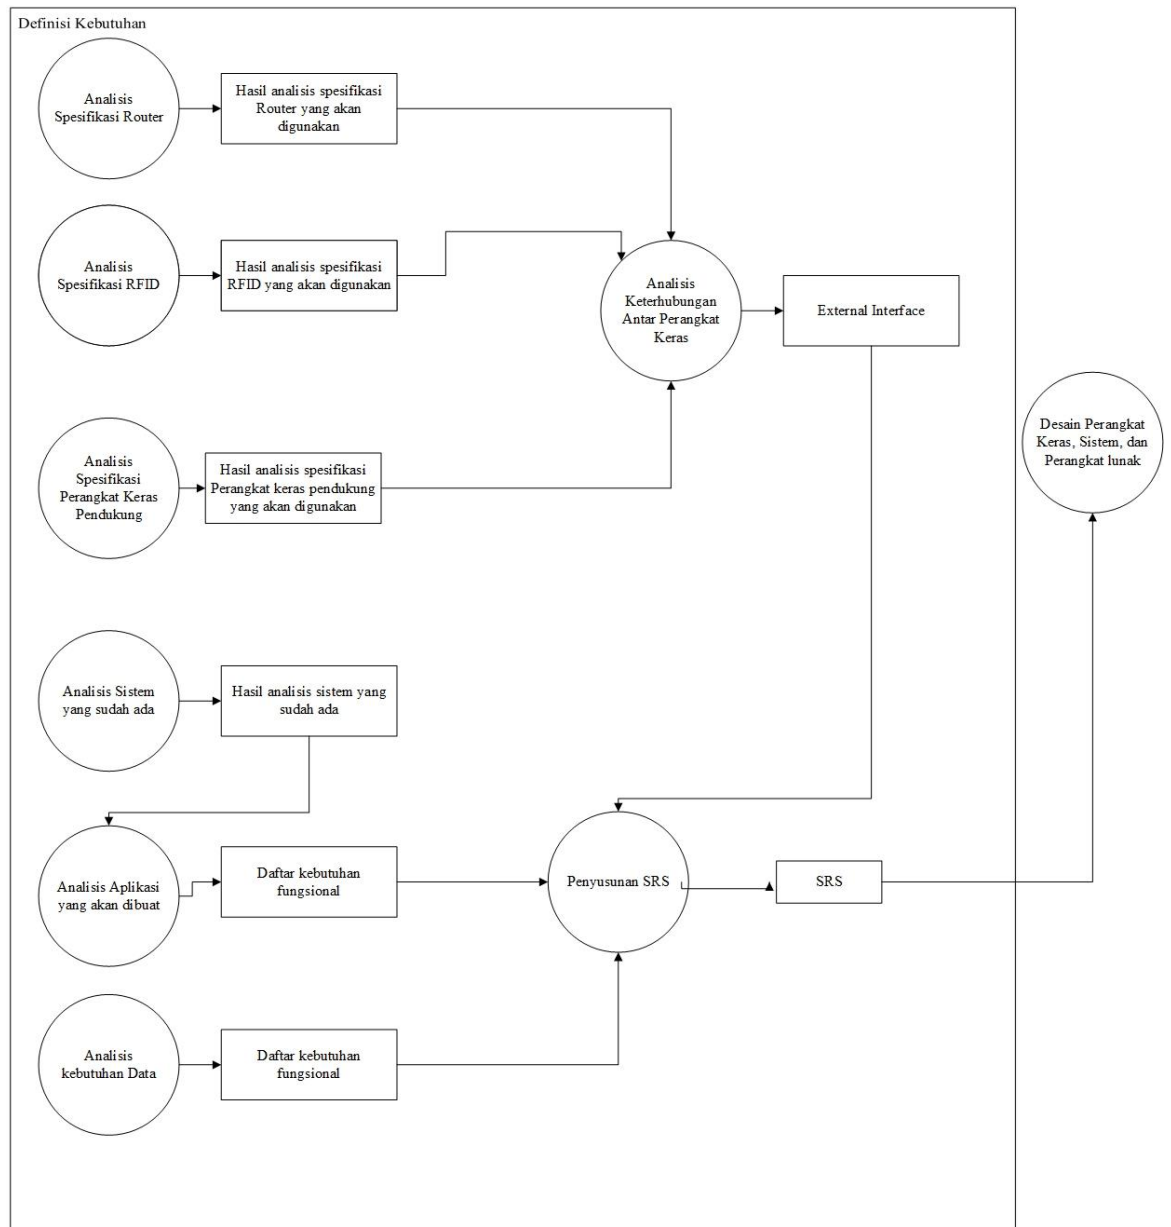 Definisi Kebutuhan
Analisis
Spesifikasi Router
Hasil analisis spesifikasi
Router yang akan
digunakan
Analisis
Spesifikasi RFID
Hasil analisis spesifikasi
RFID yang akan digunakan
Analisis
Keterhubungan
Antar Perangkat
Keras
External Interface
Analisis
Spesifikasi
Perangkat Keras
Pendukung
Hasil analisis spesifikasi
Perangkat keras pendukung
yang akan digunakan
Desain Perangkat
Keras, Sistem, dan
Perangkat lunak
Analisis Sistem
yang sudah ada
Hasil analisis sistem yang
sudah ada
Analisis Aplikasi
yang akan dibuat
Daftar kebutuhan
fungsional
Penyusunan SRS
SRS
Analisis
kebutuhan Data
Daftar kebutuhan
fungsional